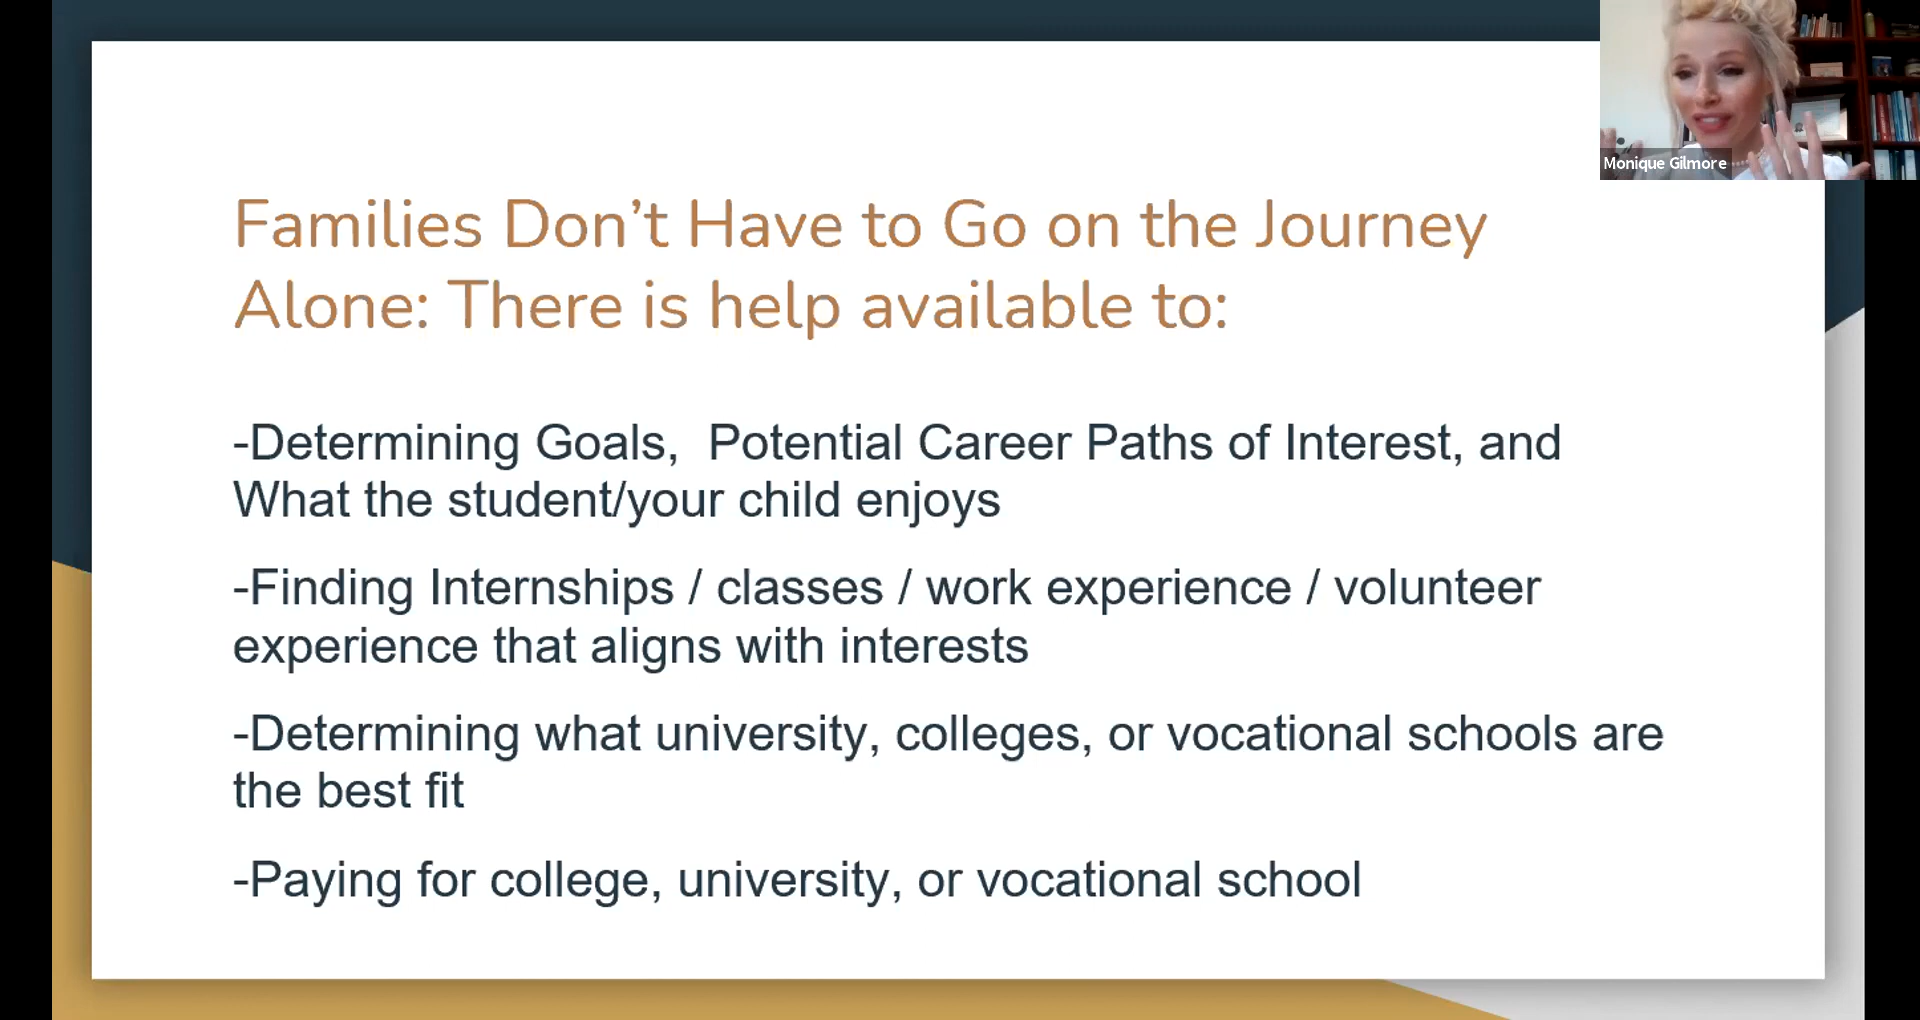 Monique Gilmore
Families Don’t Have to Go on the Journey
Alone: There is help available to:
-Determining Goals,  Potential Career Paths of Interest, and
What the student/your child enjoys
-Finding Internships / classes / work experience / volunteer
experience that aligns with interests
-Determining what university, colleges, or vocational schools are
the best fit
-Paying for college, university, or vocational school